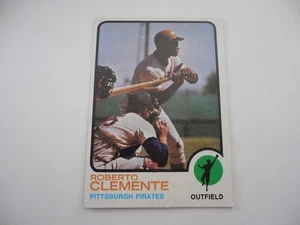 ROBERTO
CLEMENTE
PITTSBURGH PIRATES
OUTFIELD